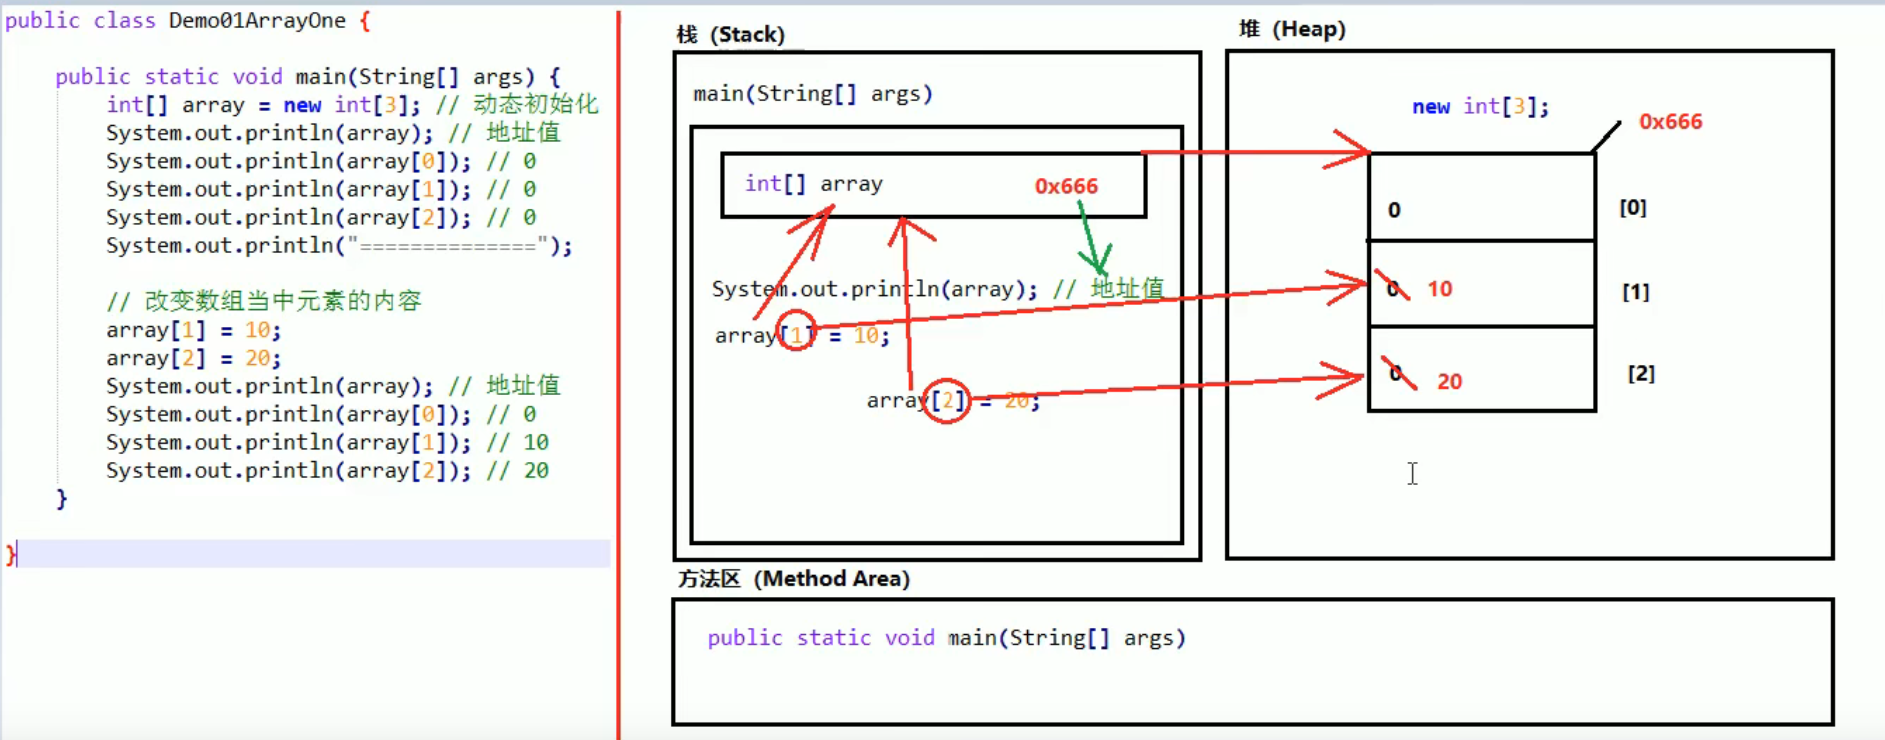 public class Demo01ArrayOne {
public static void main(String[] args) {
int[] array = new int[3]; // 动态初始化
System.out.println(array); // 地址值
System.out.println(array[0]); // 0
System.out.println(array[1]); // 0
System.out.println(array[2]); // 0
System.out.println("==============");
// 改变数组当中元素的内容
array[1] = 10;
array[2] = 20;
System.out.println(array); // 地址值
System.out.println(array[0]); // 0
System.out.println(array[1]); // 10
System.out.println(array[2]); // 20
}
}
栈（Stack）
main(String[] args)
int[] array 0x666
System.out.println(array); // 地址值
array[1] = 10;
array[2] = 20;
堆（Heap）
new int[3];
0x666
0 [0]
0 10 [1]
0 20 [2]
方法区（Method Area）
public static void main(String[] args)